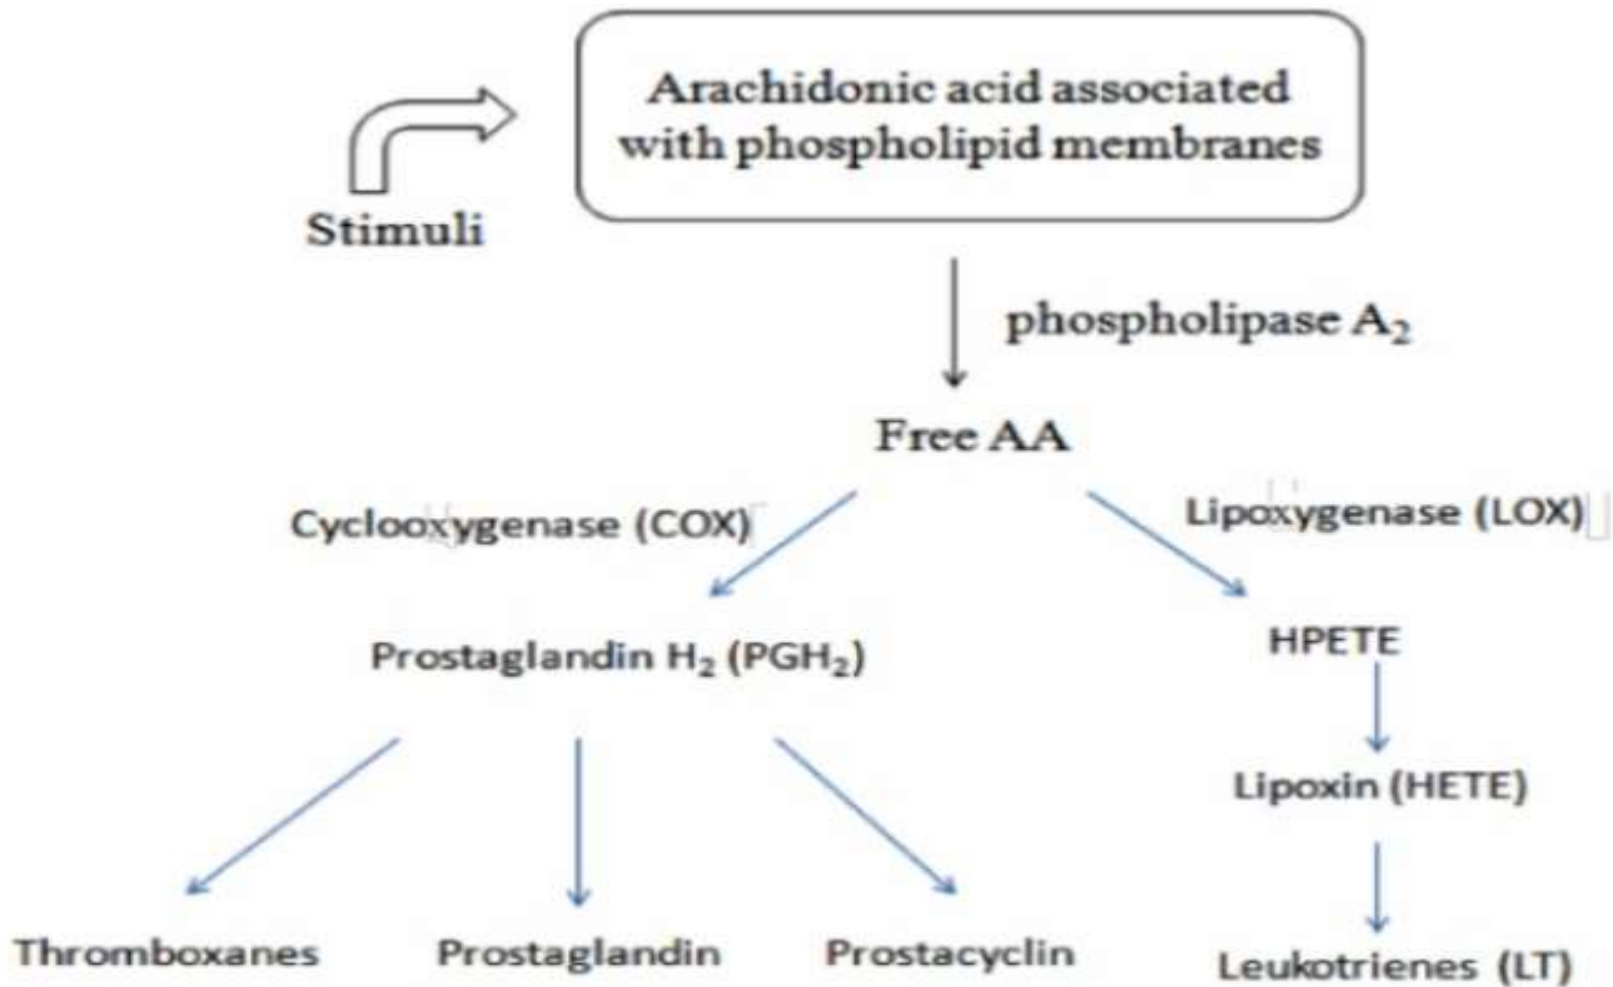 Arachidonic acid associated
with phospholipid membranes
Stimuli
phospholipase A₂
Free AA
Cyclooxygenase (COX)
Lipoxygenase (LOX)
Prostaglandin H₂ (PGH₂)
HPETE
Lipoxin (HETE)
Thromboxanes
Prostaglandin
Prostacyclin
Leukotrienes (LT)